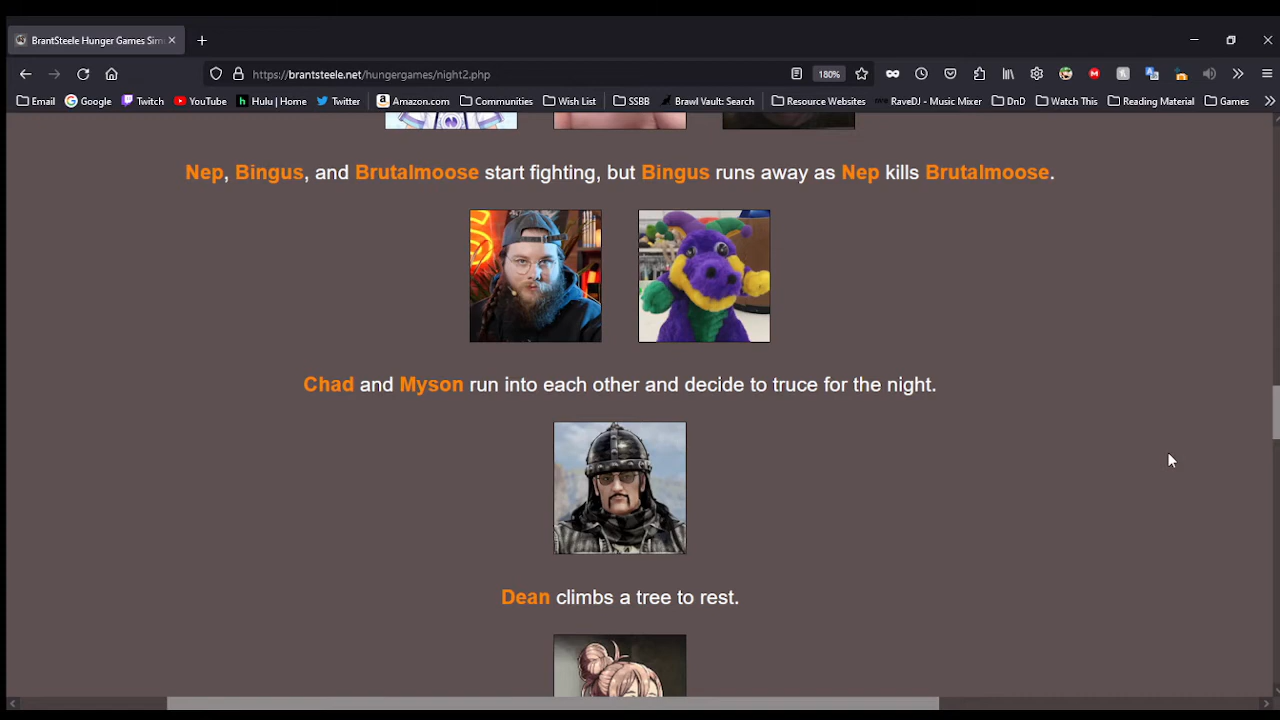 BrantSteele Hunger Games Sim
https://brantsteele.net/hungergames/night2.php
180%
Email Google Twitch YouTube Hulu | Home Twitter Amazon.com Communities Wish List SSBB Brawl Vault: Search Resource Websites RaveDJ - Music Mixer DnD Watch This Reading Material Games
Nep, Bingus, and Brutalmoose start fighting, but Bingus runs away as Nep kills Brutalmoose.
Chad and Myson run into each other and decide to truce for the night.
Dean climbs a tree to rest.